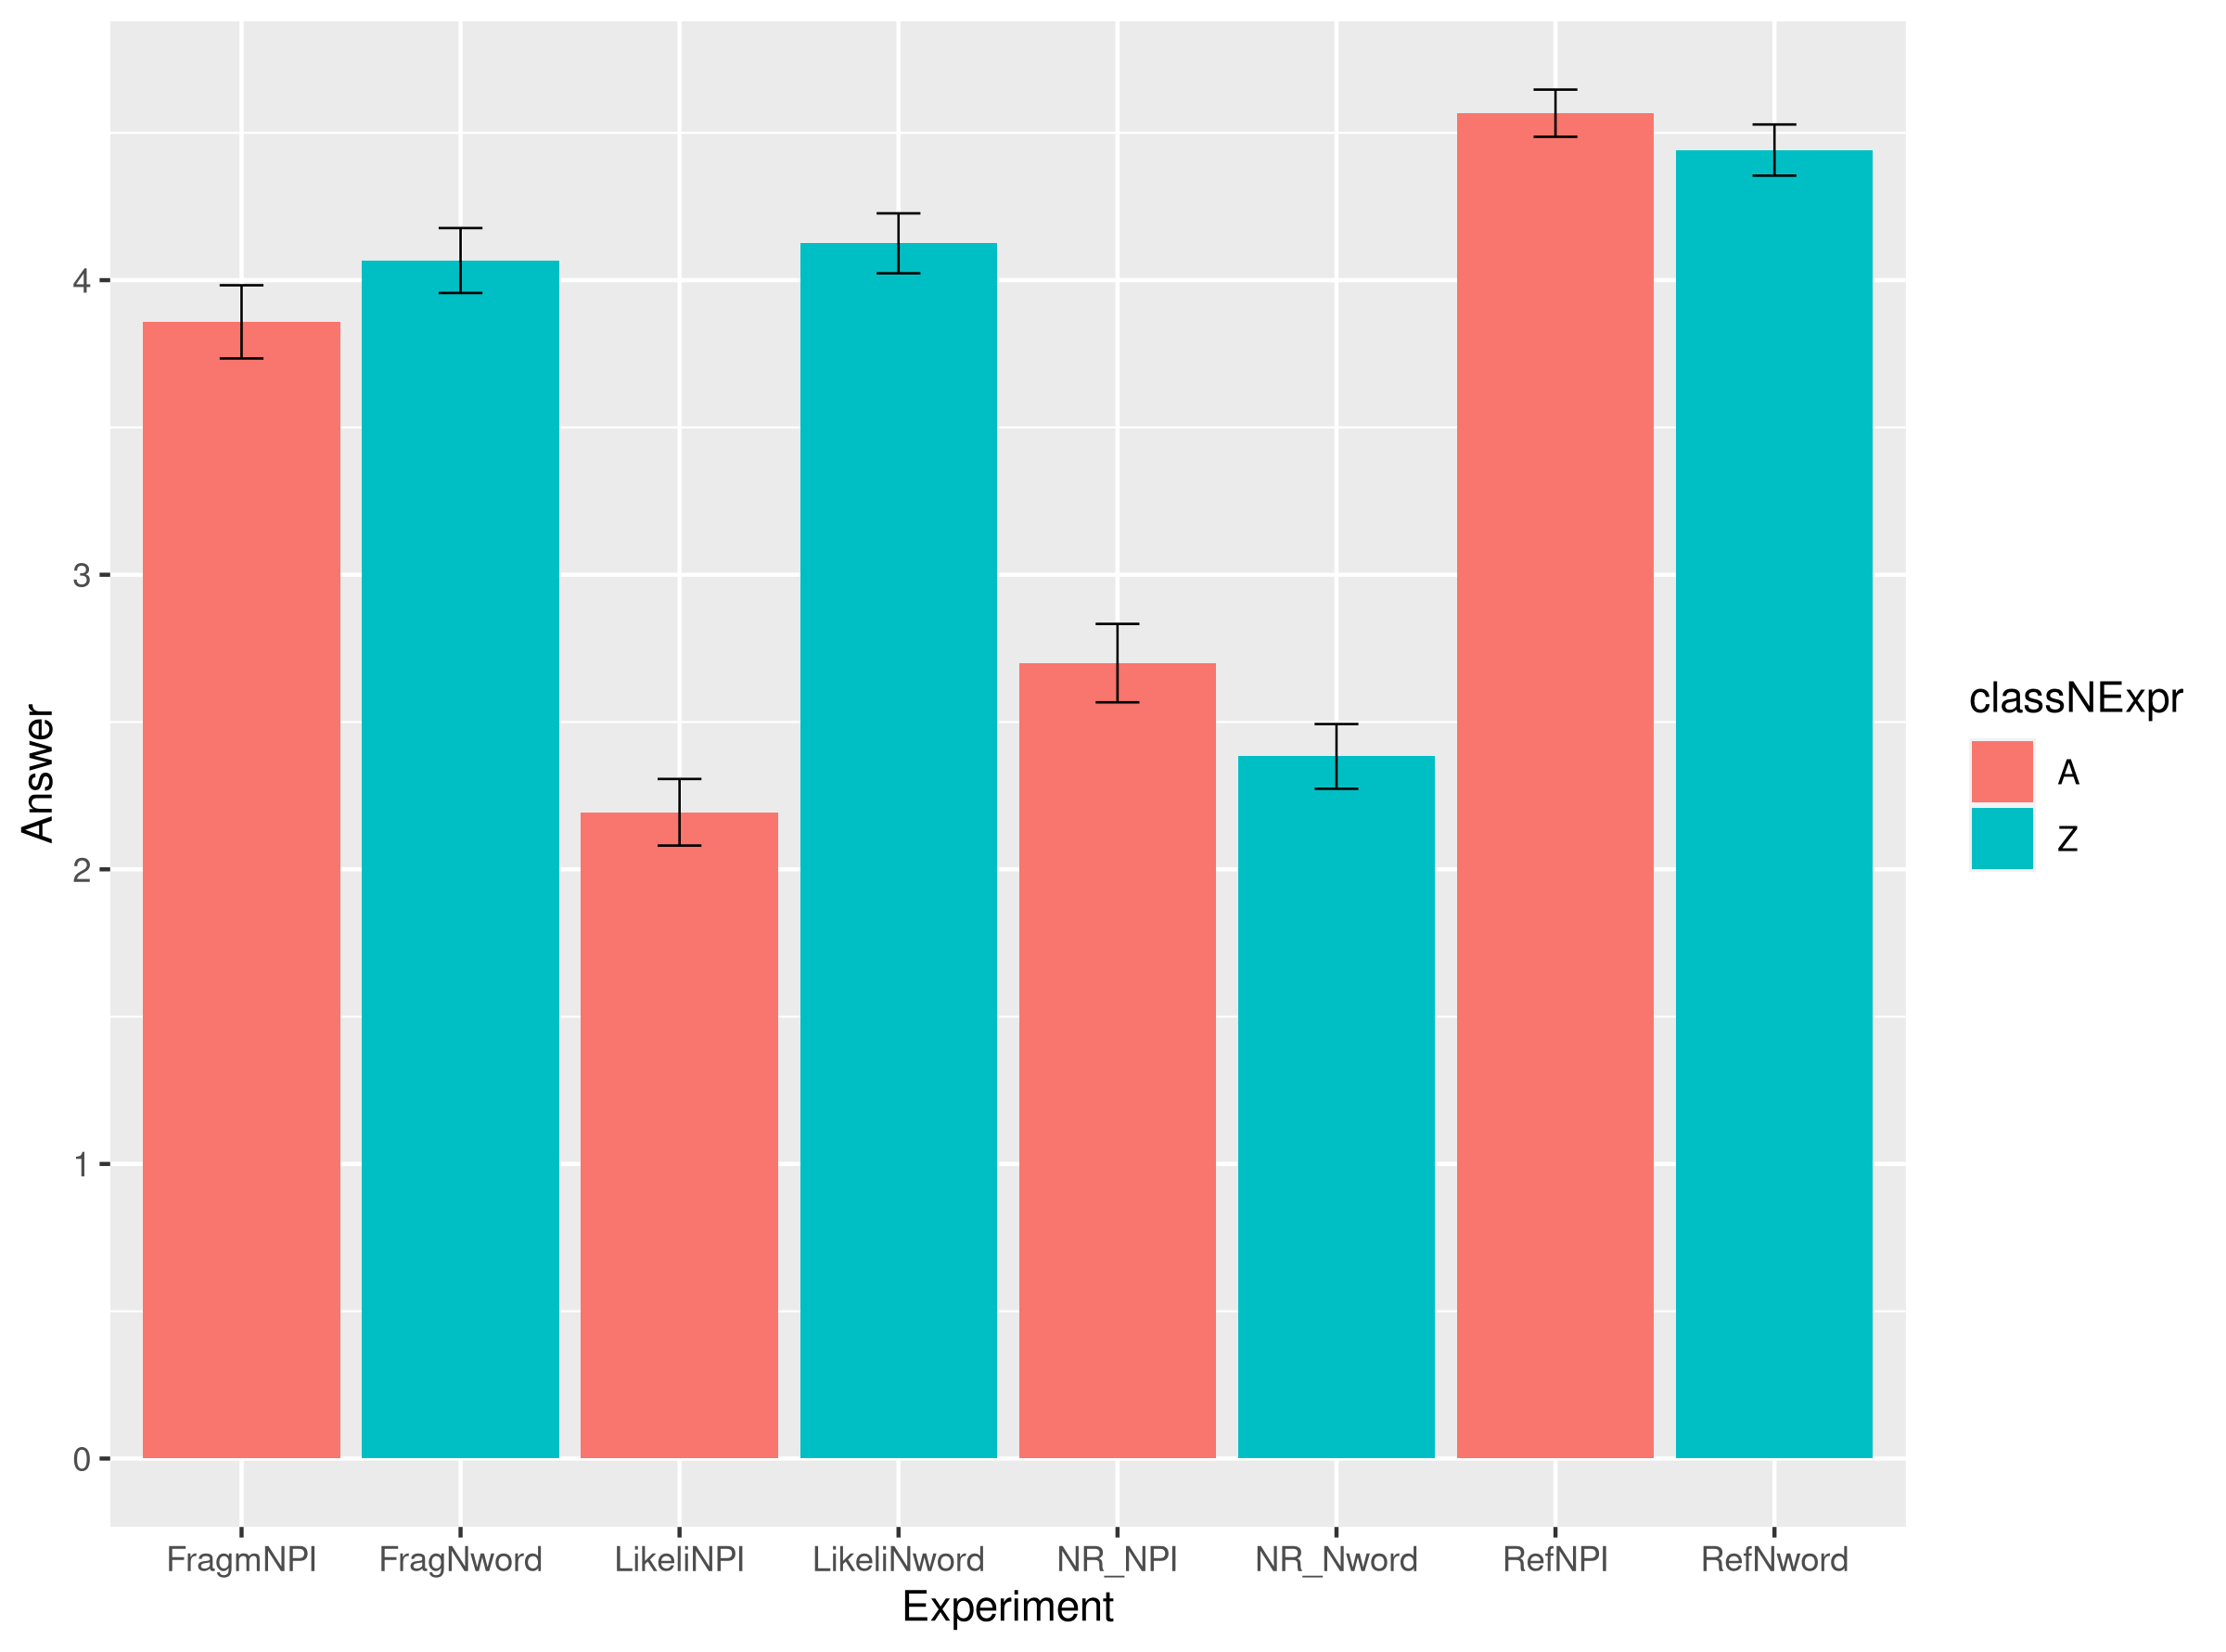 Answer
4
3
2
1
0
FragmNPI FragNword LikeliNPI LikeliNword NR_NPI NR_Nword RefNPI RefNword
Experiment
classNExpr
A
Z